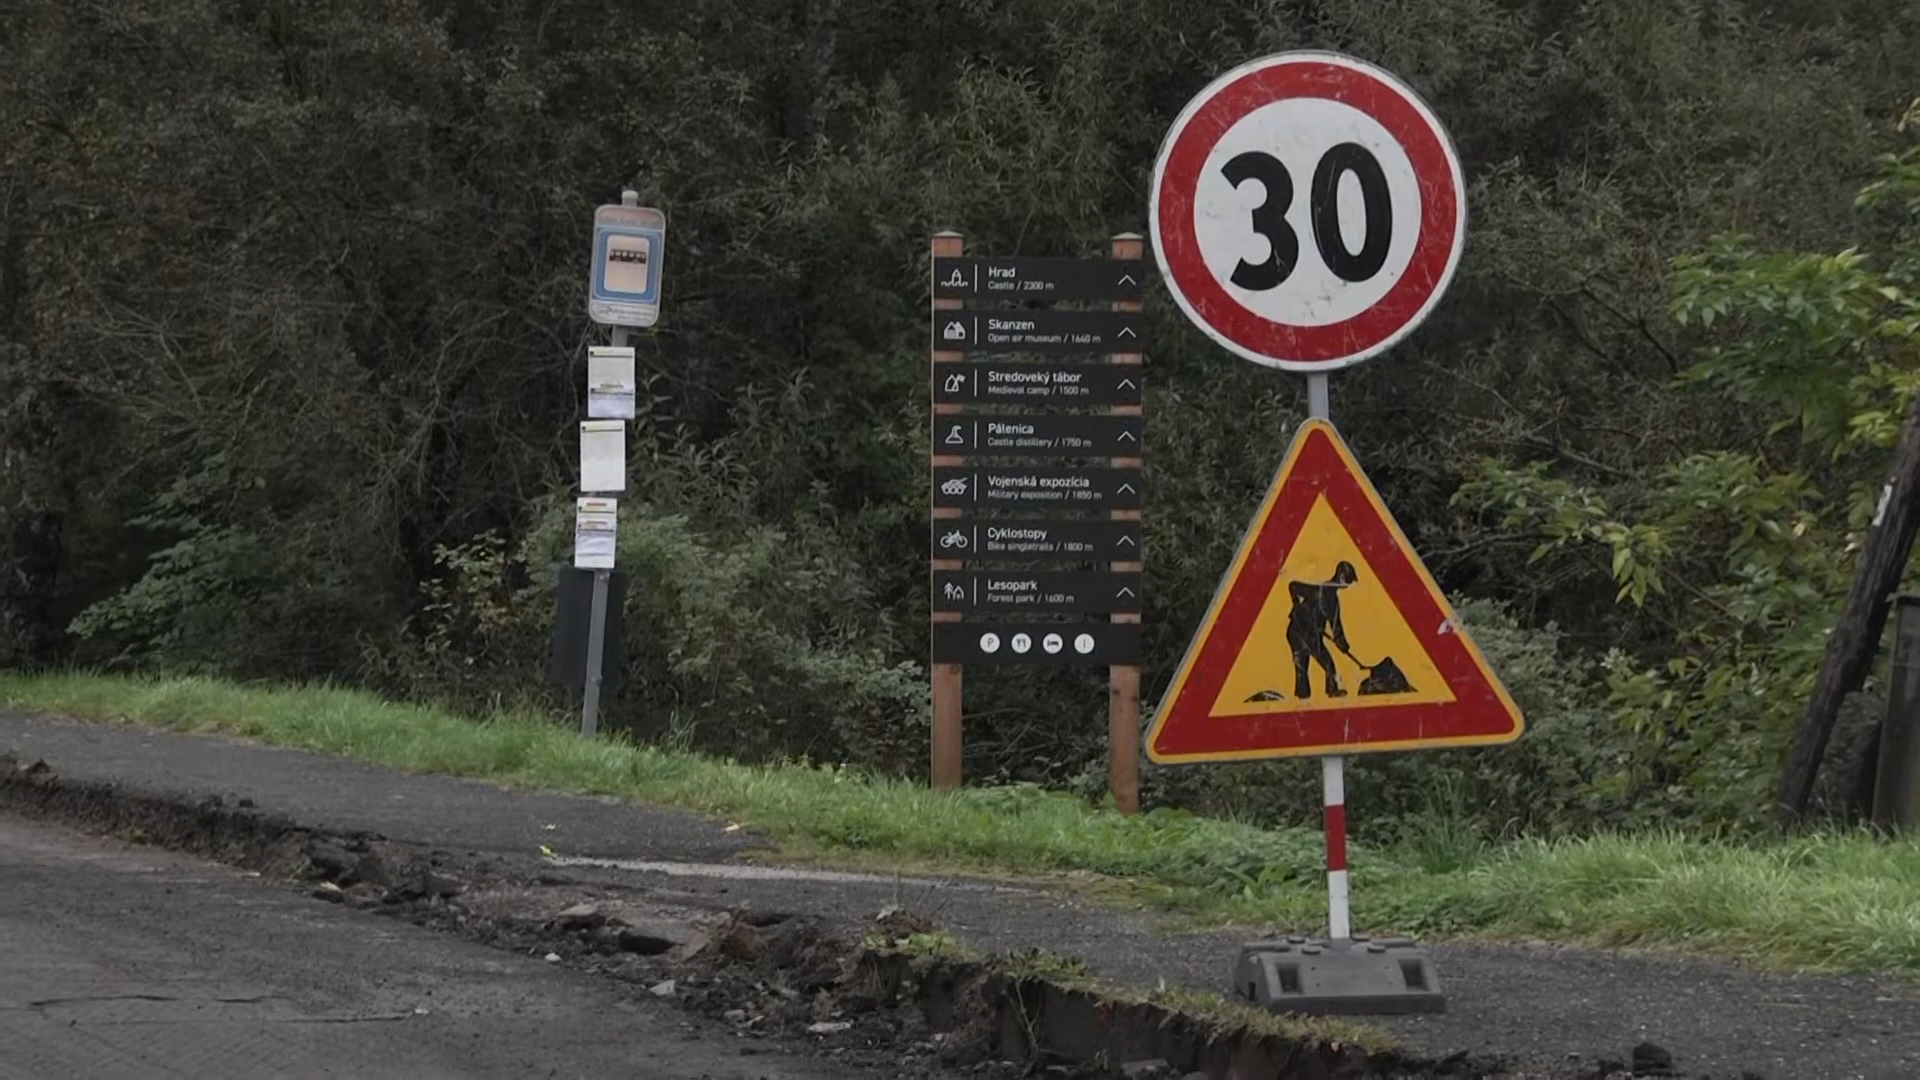 Hrad
Castle / 2300 m
Skanzen
Open air museum / 1640 m
Stredoveký tábor
Medieval camp / 1500 m
Pálenica
Castle distillery / 1750 m
Vojenská expozícia
Military exposition / 1850 m
Cyklostopy
Bike singletrails / 1800 m
Lesopark
Forest park / 1600 m
P
i
30